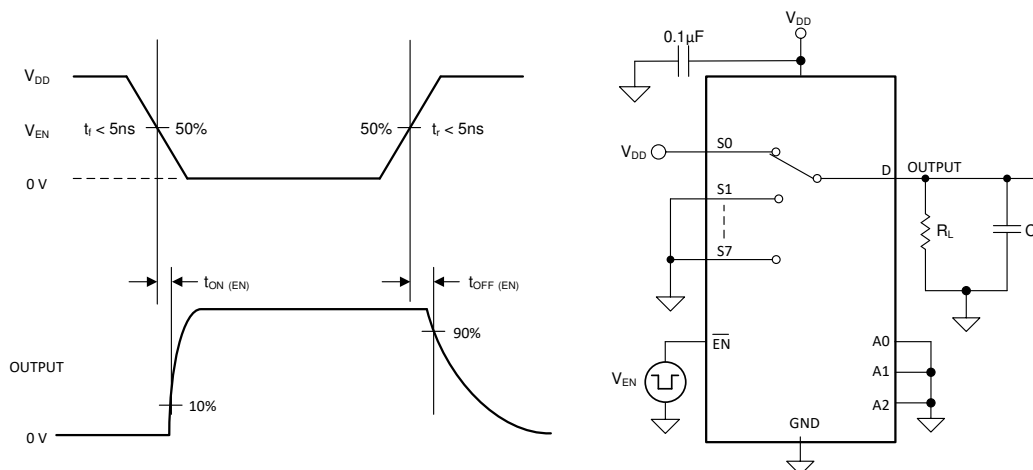 V_DD
V_EN
t_f < 5ns
50%
50%
t_r < 5ns
0 V
t_ON (EN)
t_OFF (EN)
90%
OUTPUT
10%
0 V
V_DD
0.1µF
V_DD
S0
D
OUTPUT
S1
R_L
S7
EN
V_EN
A0
A1
A2
GND